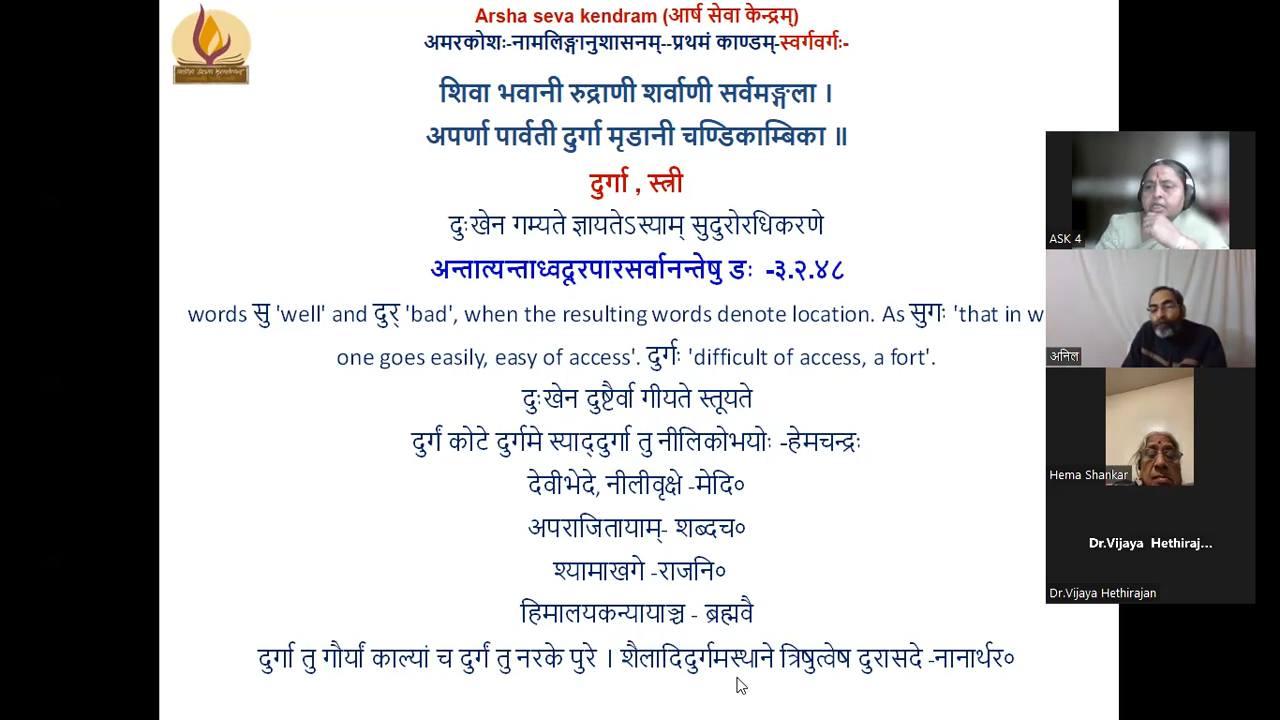 Arsha seva kendram (आर्ष सेवा केन्द्रम्)
अमरकोशः-नामलिङ्गानुशासनम्--प्रथमं काण्डम्-स्वर्गवर्गः-
शिवा भवानी रुद्राणी शर्वाणी सर्वमङ्गला ।
अपर्णा पार्वती दुर्गा मृडानी चण्डिकाम्बिका ॥
दुर्गा , स्त्री
दुःखेन गम्यते ज्ञायतेऽस्याम् सुदुरोरधिकरणे
अन्तात्यन्ताध्वदूरपारसर्वानन्तेषु डः -३.२.४८
words सु 'well' and दुर् 'bad', when the resulting words denote location. As सुगः 'that in w
one goes easily, easy of access'. दुर्गः 'difficult of access, a fort'.
दुःखेन दुष्टैर्वा गीयते स्तूयते
दुर्गं कोटे दुर्गमे स्याद्दुर्गा तु नीलिकोभयोः -हेमचन्द्रः
देवीभेदे, नीलीवृक्षे -मेदि०
अपराजितायाम्- शब्दच०
श्यामाखगे -राजनि०
हिमालयकन्यायाञ्च - ब्रह्मवै
दुर्गा तु गौर्यां काल्यां च दुर्गं तु नरके पुरे । शैलादिदुर्गमस्थाने त्रिषुत्वेष दुरासदे -नानार्थर०
Arsha Seva Kendram
ASK 4
अनिल
Hema Shankar
Dr.Vijaya Hethiraj...
Dr.Vijaya Hethirajan